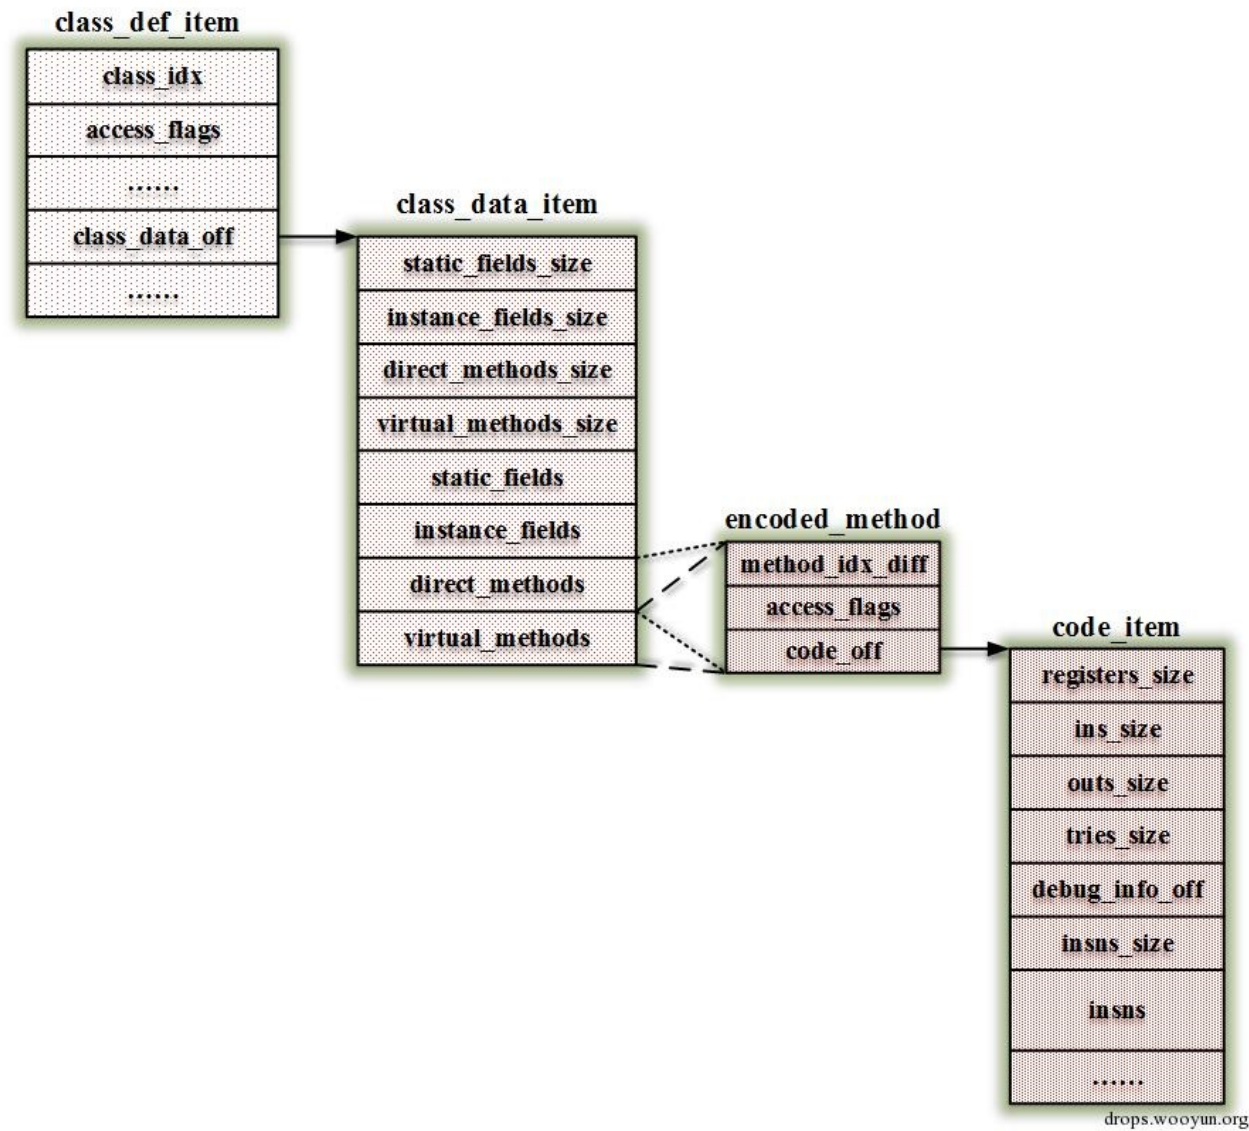 class_def_item
class_idx
access_flags
......
class_data_off
......
class_data_item
static_fields_size
instance_fields_size
direct_methods_size
virtual_methods_size
static_fields
instance_fields
direct_methods
virtual_methods
encoded_method
method_idx_diff
access_flags
code_off
code_item
registers_size
ins_size
outs_size
tries_size
debug_info_off
insns_size
insns
......
drops.wooyun.org